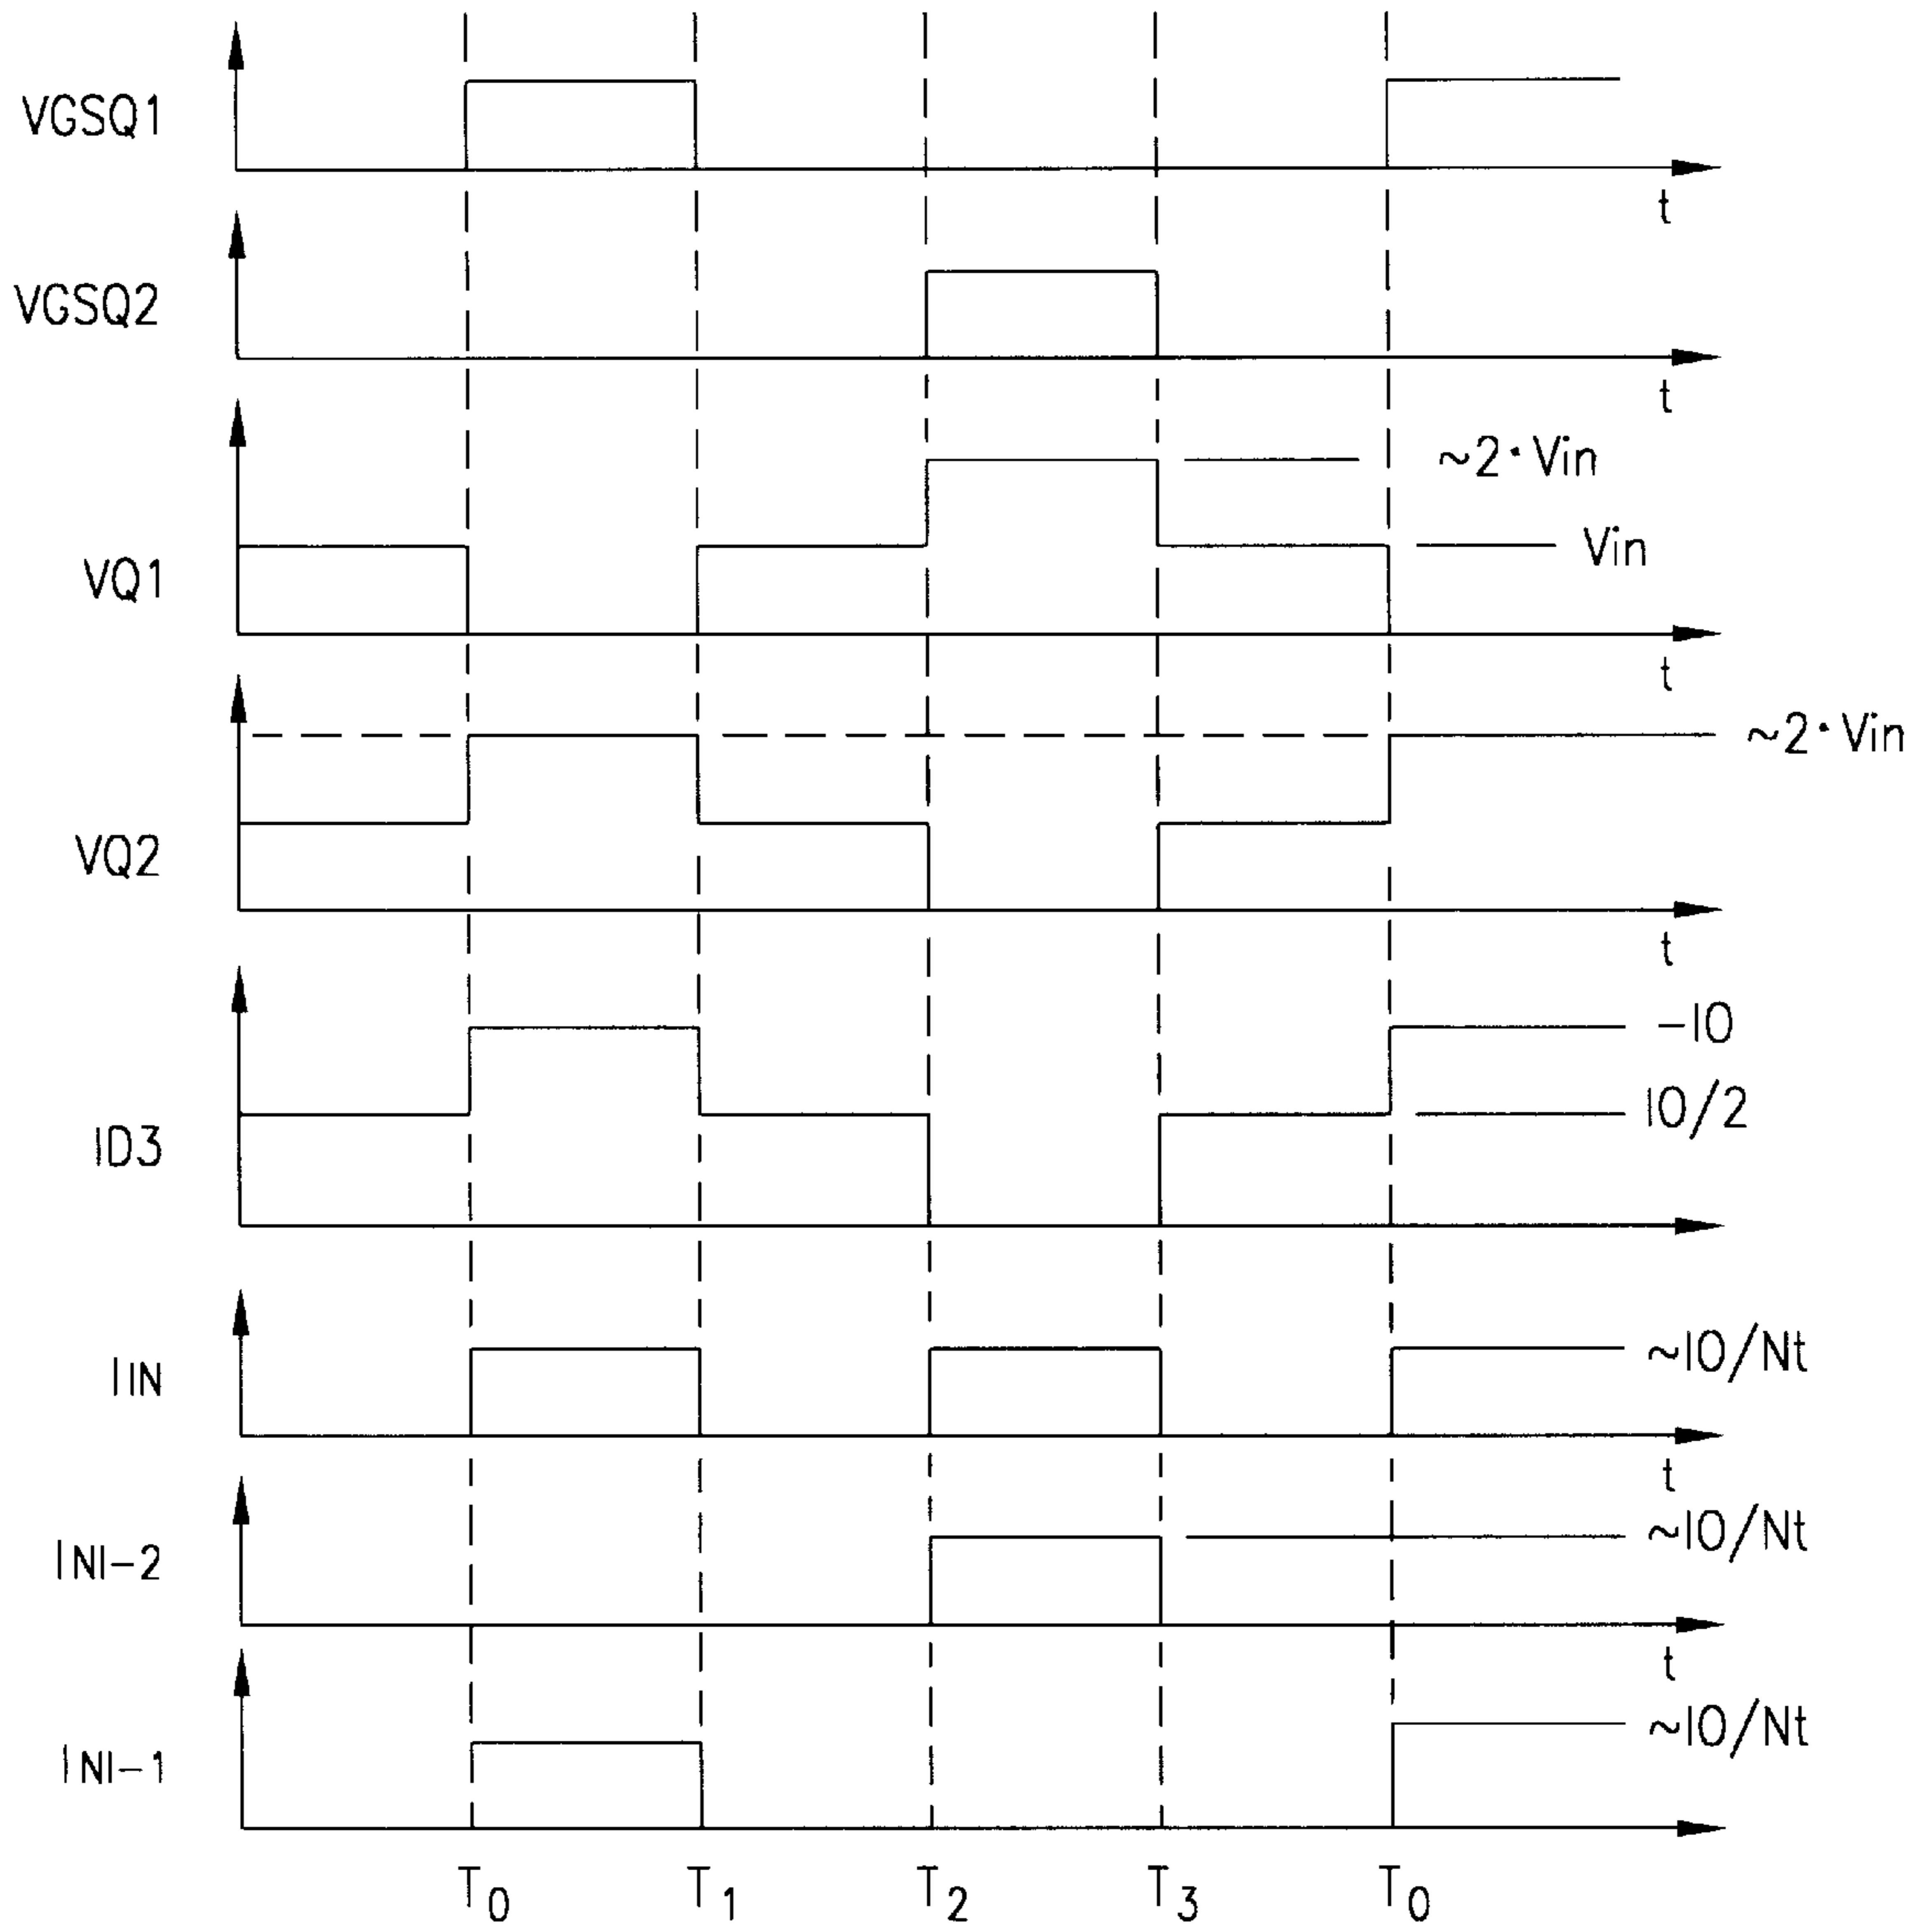 VGSQ1
t
VGSQ2
t
~2·Vin
Vin
VQ1
t
~2·Vin
VQ2
t
-IO
IO/2
ID3
~IO/Nt
IIN
t
~IO/Nt
INI-2
t
~IO/Nt
INI-1
T0 T1 T2 T3 T0